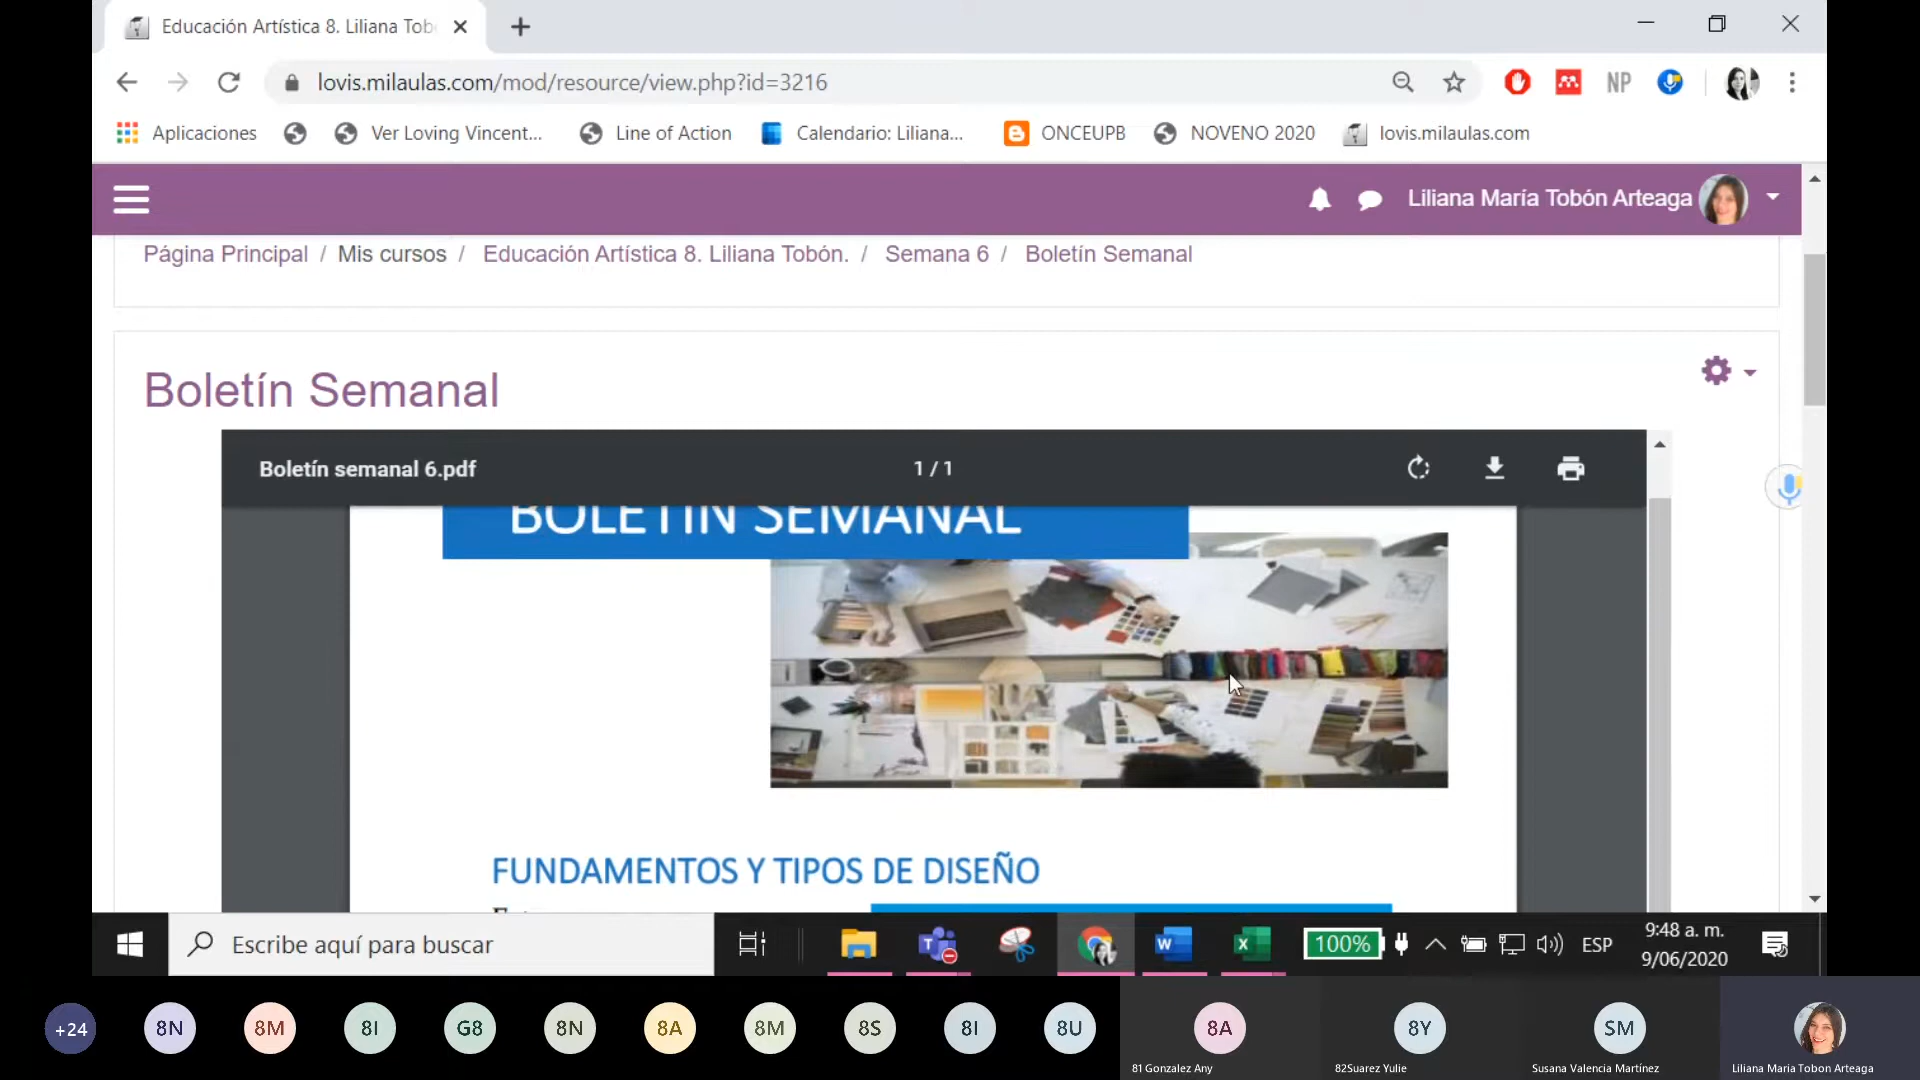 Educación Artística 8. Liliana Tob
lovis.milaulas.com/mod/resource/view.php?id=3216
NP
Aplicaciones
Ver Loving Vincent...
Line of Action
Calendario: Liliana...
ONCEUPB
NOVENO 2020
lovis.milaulas.com
Liliana María Tobón Arteaga
Página Principal / Mis cursos / Educación Artística 8. Liliana Tobón. / Semana 6 / Boletín Semanal
Boletín Semanal
Boletín semanal 6.pdf
1 / 1
BOLETÍN SEMANAL
FUNDAMENTOS Y TIPOS DE DISEÑO
Escribe aquí para buscar
100%
ESP
9:48 a. m.
9/06/2020
+24
8N
8M
8I
G8
8N
8A
8M
8S
8I
8U
8A
81 Gonzalez Any
8Y
82Suarez Yulie
SM
Susana Valencia Martínez
Liliana Maria Tobon Arteaga